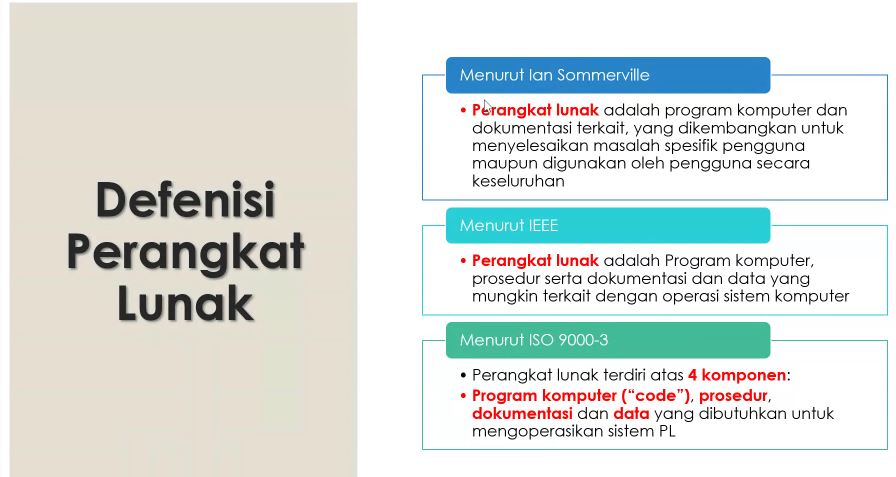 Defenisi
Perangkat
Lunak
Menurut Ian Sommerville
• Perangkat lunak adalah program komputer dan
dokumentasi terkait, yang dikembangkan untuk
menyelesaikan masalah spesifik pengguna
maupun digunakan oleh pengguna secara
keseluruhan
Menurut IEEE
• Perangkat lunak adalah Program komputer,
prosedur serta dokumentasi dan data yang
mungkin terkait dengan operasi sistem komputer
Menurut ISO 9000-3
• Perangkat lunak terdiri atas 4 komponen:
• Program komputer (“code”), prosedur,
dokumentasi dan data yang dibutuhkan untuk
mengoperasikan sistem PL